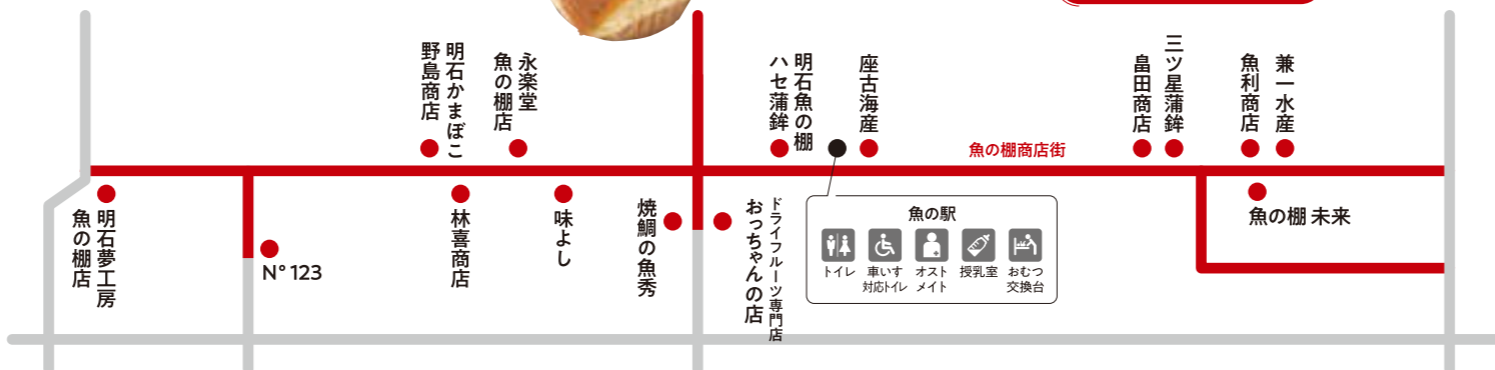 明石かまぼこ
野島商店
永楽堂
魚の棚店
明石魚の棚
ハセ蒲鉾
座古海産
魚の棚商店街
畠田商店
三ツ星蒲鉾
魚利商店
兼一水産
明石夢工房
魚の棚店
N° 123
林喜商店
味よし
焼鯛の魚秀
ドライフルーツ専門店
おっちゃんの店
魚の駅
トイレ
車いす
対応トイレ
オスト
メイト
授乳室
おむつ
交換台
魚の棚 未来